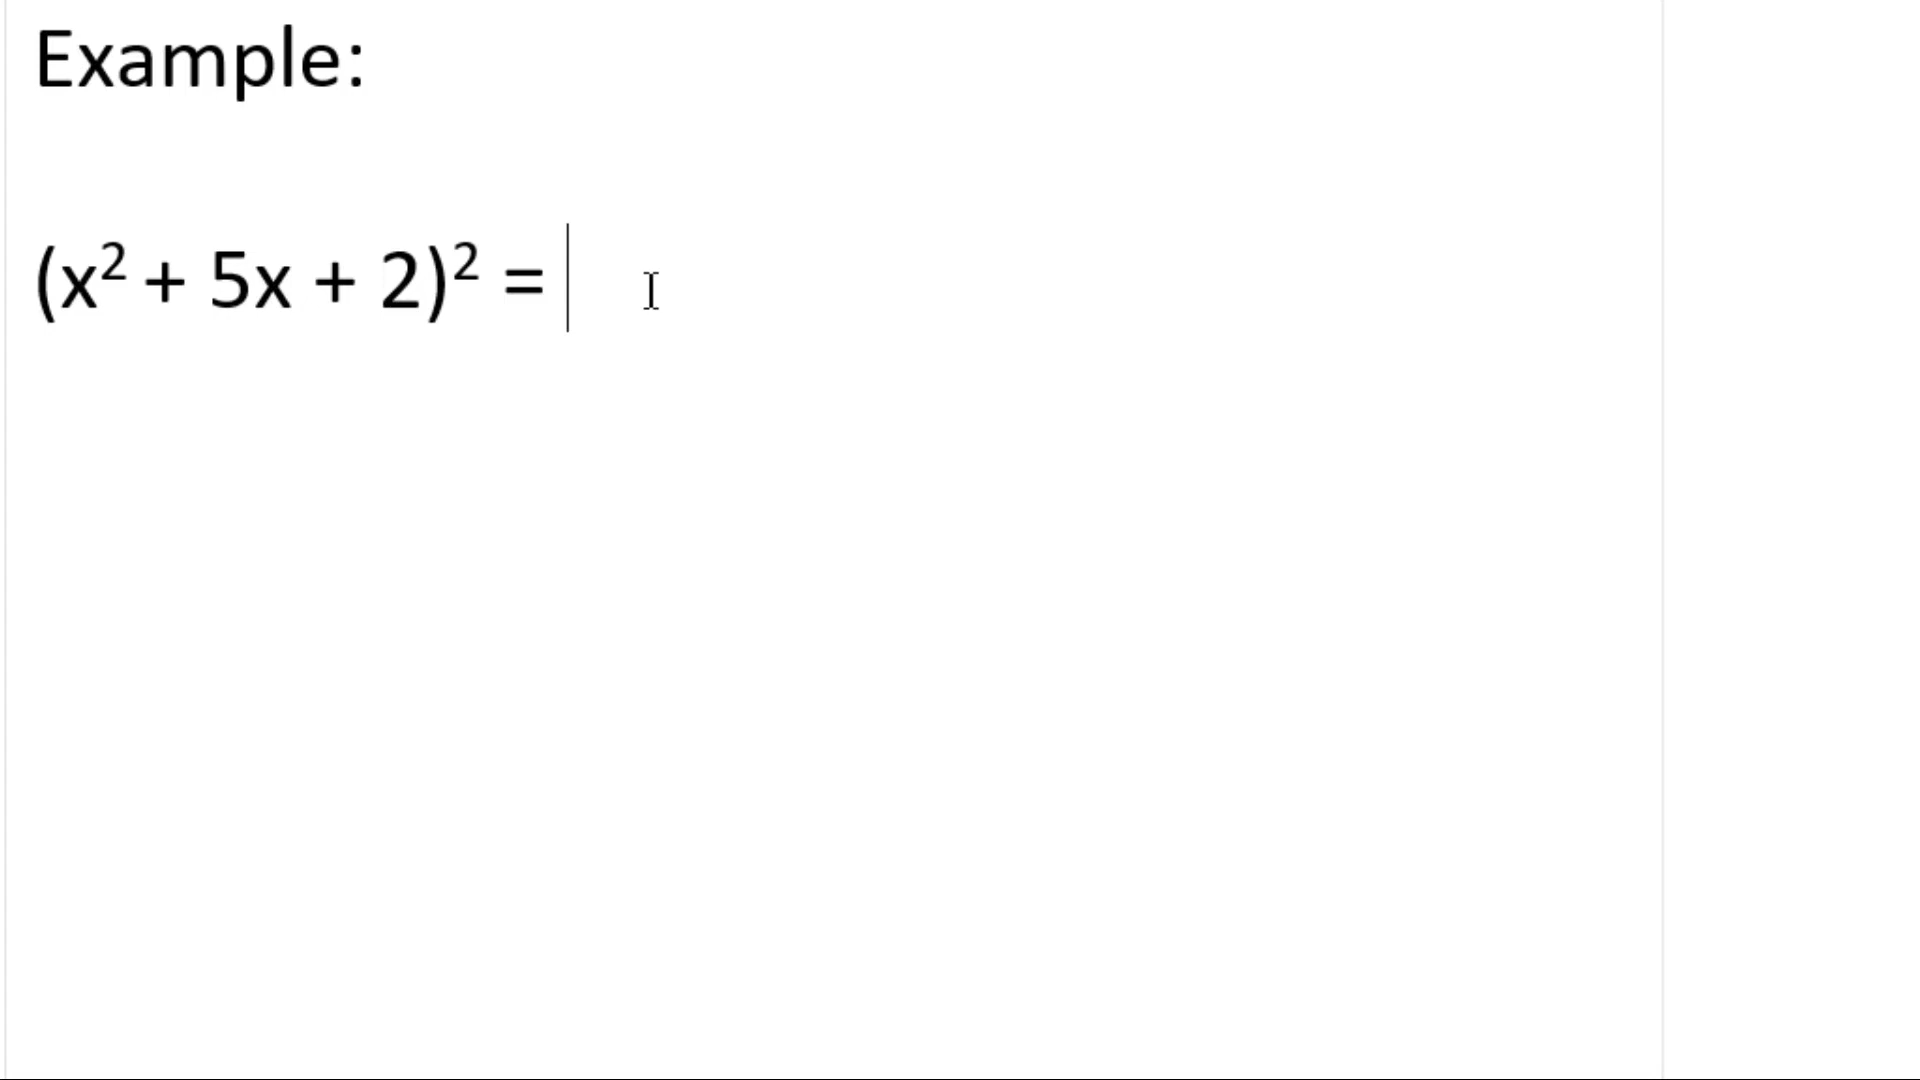 Example:
(x² + 5x + 2)² =